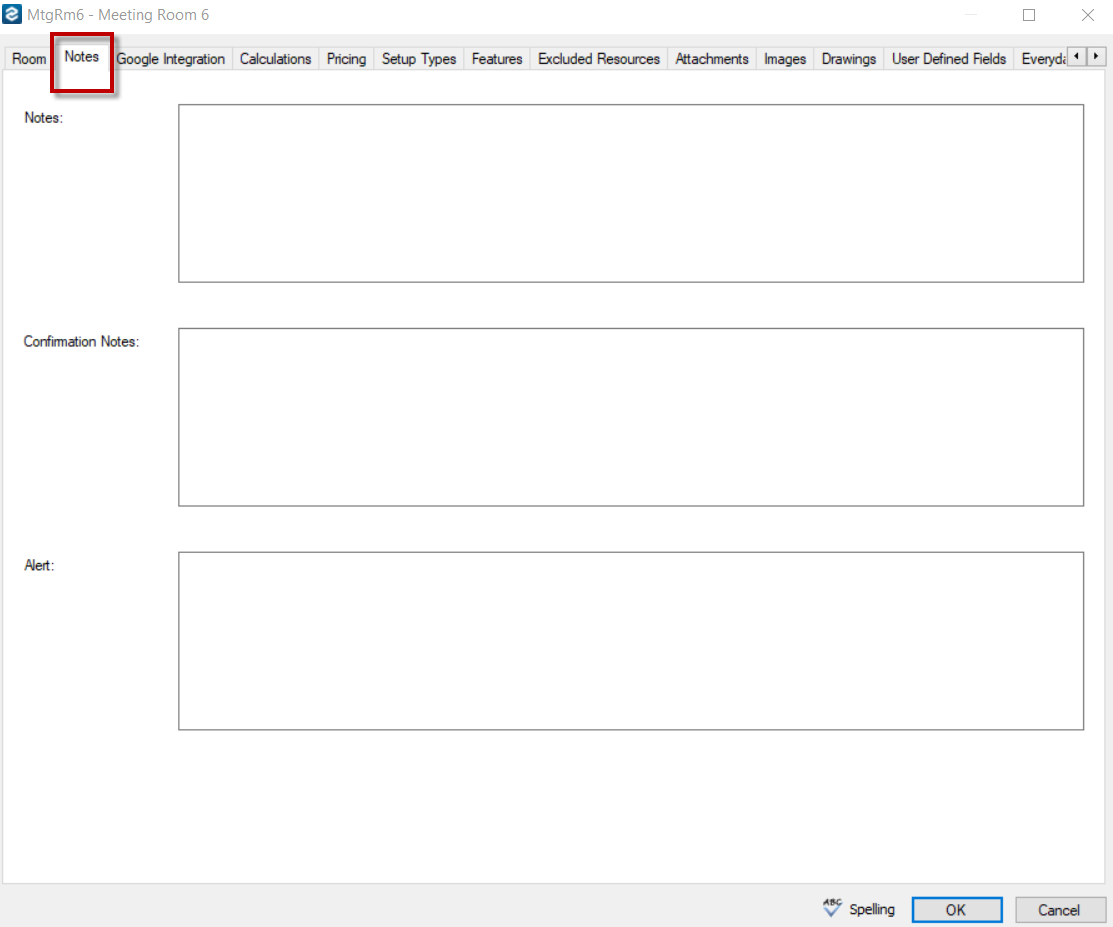 MtgRm6 - Meeting Room 6
Room Notes Google Integration Calculations Pricing Setup Types Features Excluded Resources Attachments Images Drawings User Defined Fields Everyda
Notes:
Confirmation Notes:
Alert:
ABC Spelling OK Cancel